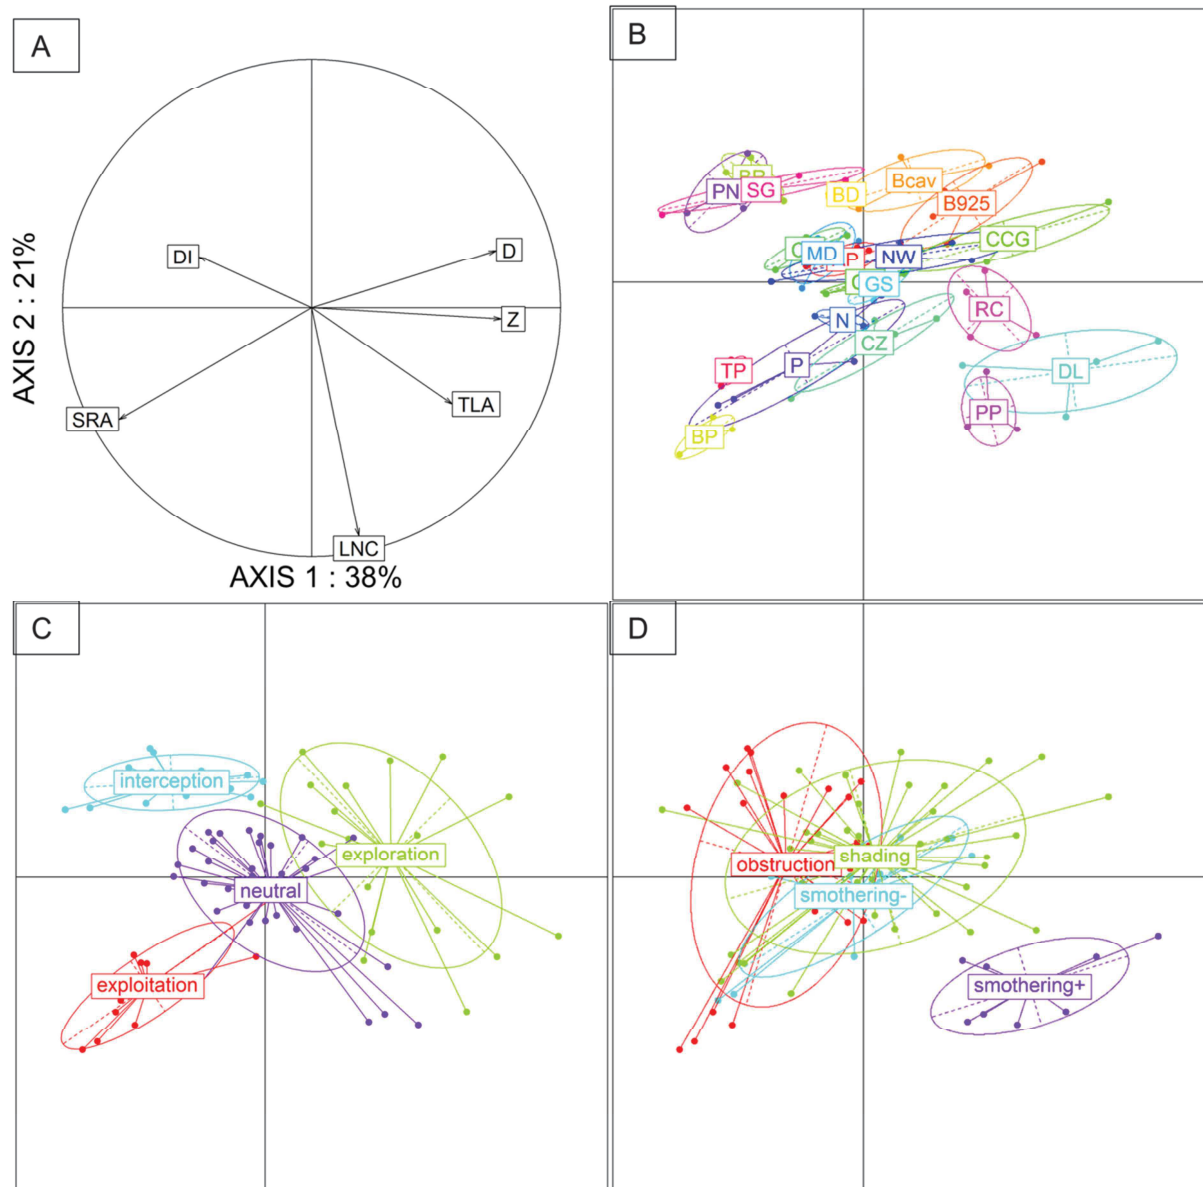 A
DI
D
Z
TLA
SRA
LNC
AXIS 2 : 21%
AXIS 1 : 38%
B
PN
SG
BD
Bcav
B925
CCG
MD
P
NW
GS
RC
N
CZ
TP
P
DL
PP
BP
C
interception
exploration
neutral
exploitation
D
obstruction
shading
smothering-
smothering+